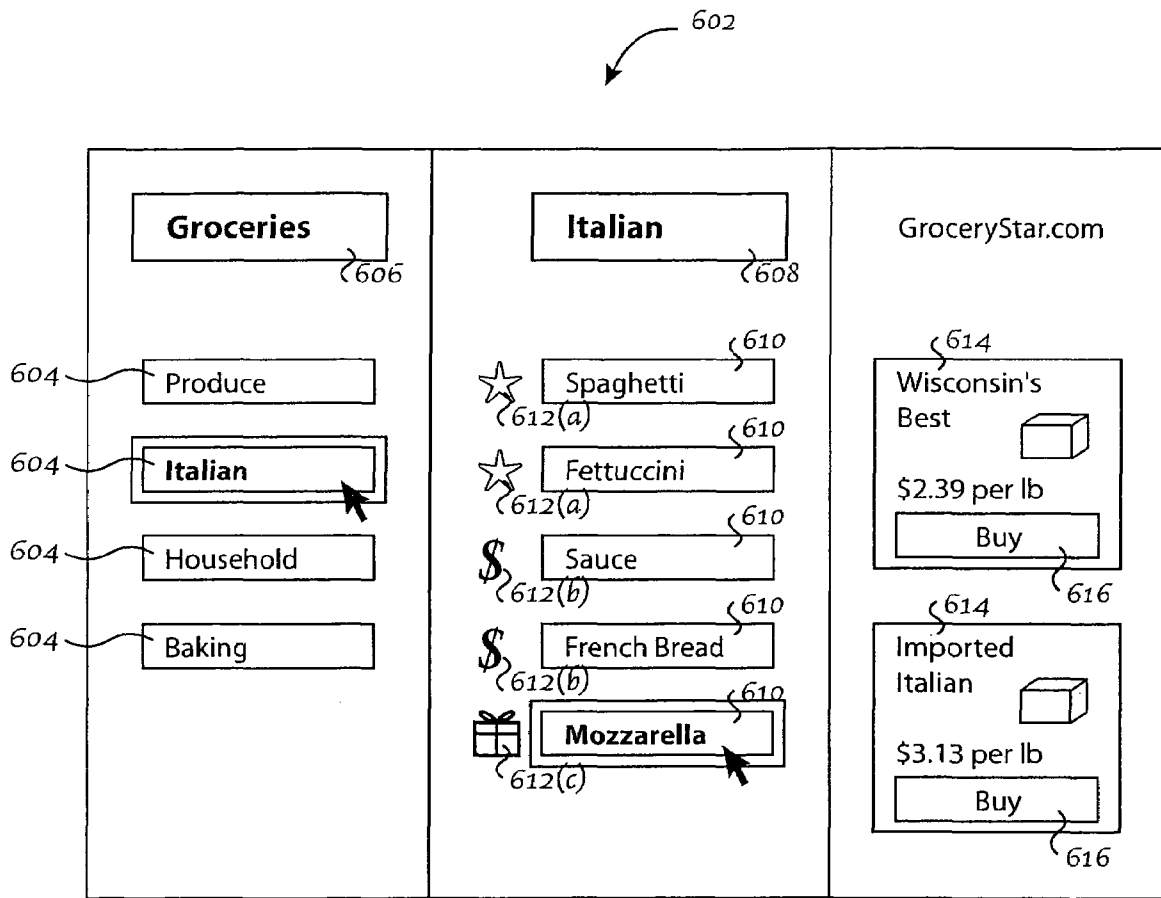 602
Groceries
606
604
Produce
604
Italian
604
Household
604
Baking
Italian
608
610
Spaghetti
612(a)
610
Fettuccini
612(a)
610
$
Sauce
612(b)
610
$
French Bread
612(b)
610
Mozzarella
612(c)
GroceryStar.com
614
Wisconsin's
Best
$2.39 per lb
Buy
616
614
Imported
Italian
$3.13 per lb
Buy
616